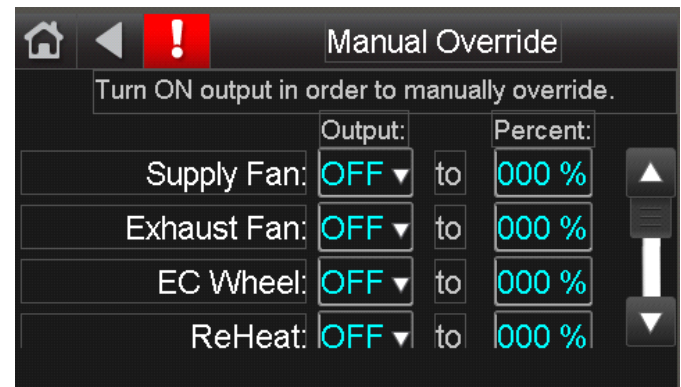 Manual Override
Turn ON output in order to manually override.
Output: Percent:
Supply Fan: OFF to 000 %
Exhaust Fan: OFF to 000 %
EC Wheel: OFF to 000 %
ReHeat: OFF to 000 %